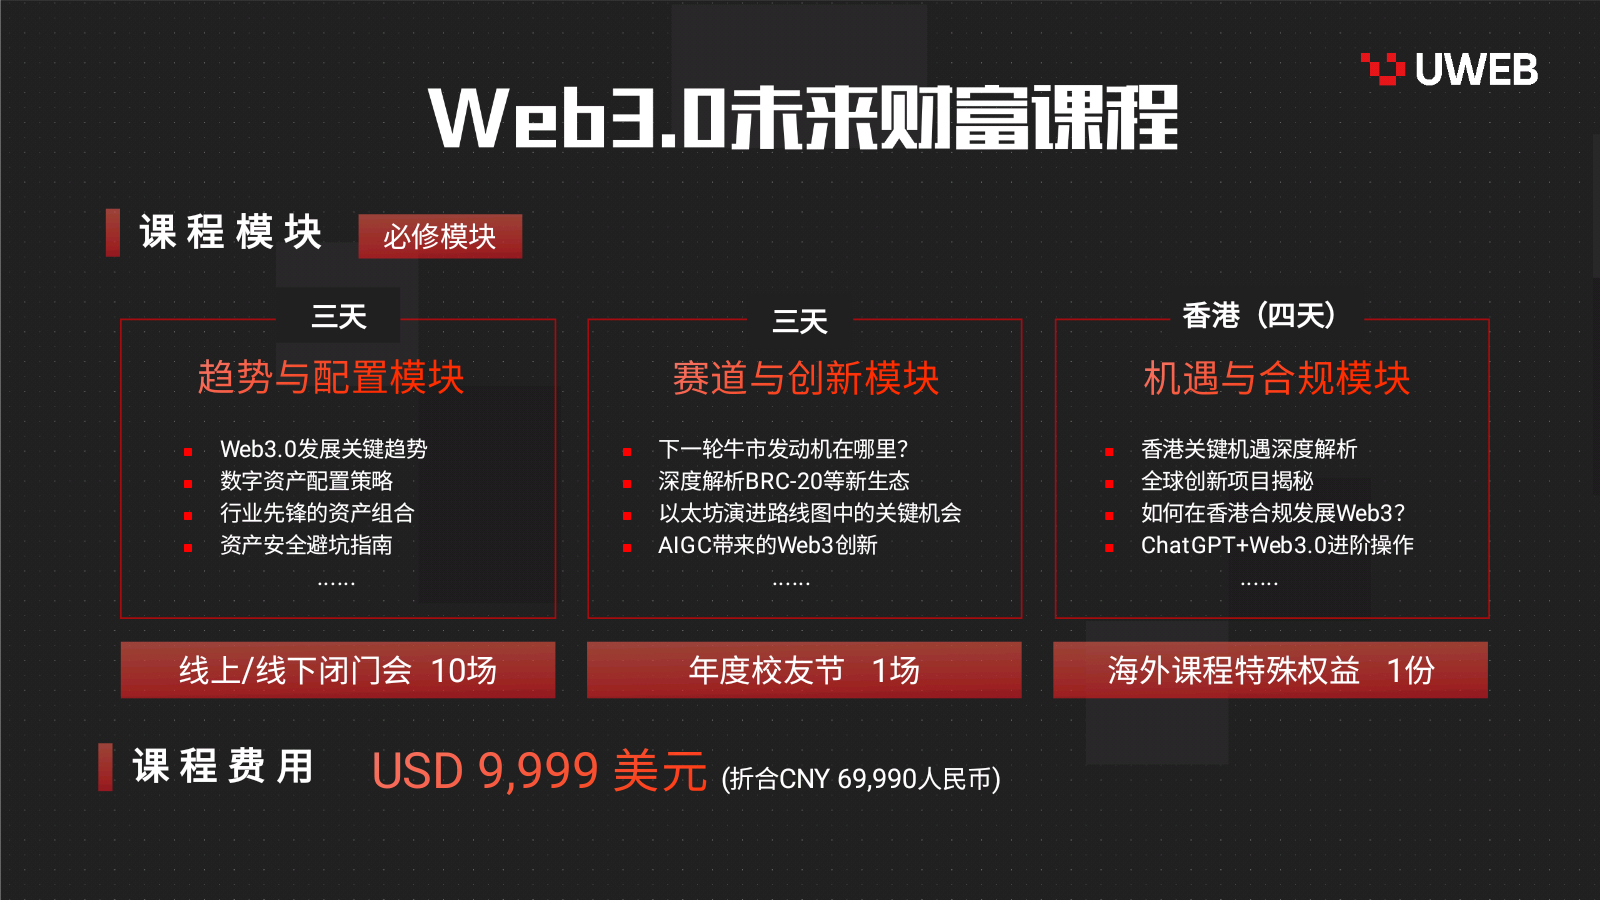 UWEB
Web3.0未来财富课程
课程模块
必修模块
三天
趋势与配置模块
Web3.0发展关键趋势
数字资产配置策略
行业先锋的资产组合
资产安全避坑指南
......
三天
赛道与创新模块
下一轮牛市发动机在哪里?
深度解析BRC-20等新生态
以太坊演进路线图中的关键机会
AIGC带来的Web3创新
......
香港（四天）
机遇与合规模块
香港关键机遇深度解析
全球创新项目揭秘
如何在香港合规发展Web3?
ChatGPT+Web3.0进阶操作
......
线上/线下闭门会 10场
年度校友节 1场
海外课程特殊权益 1份
课程费用
USD 9,999 美元 (折合CNY 69,990人民币)